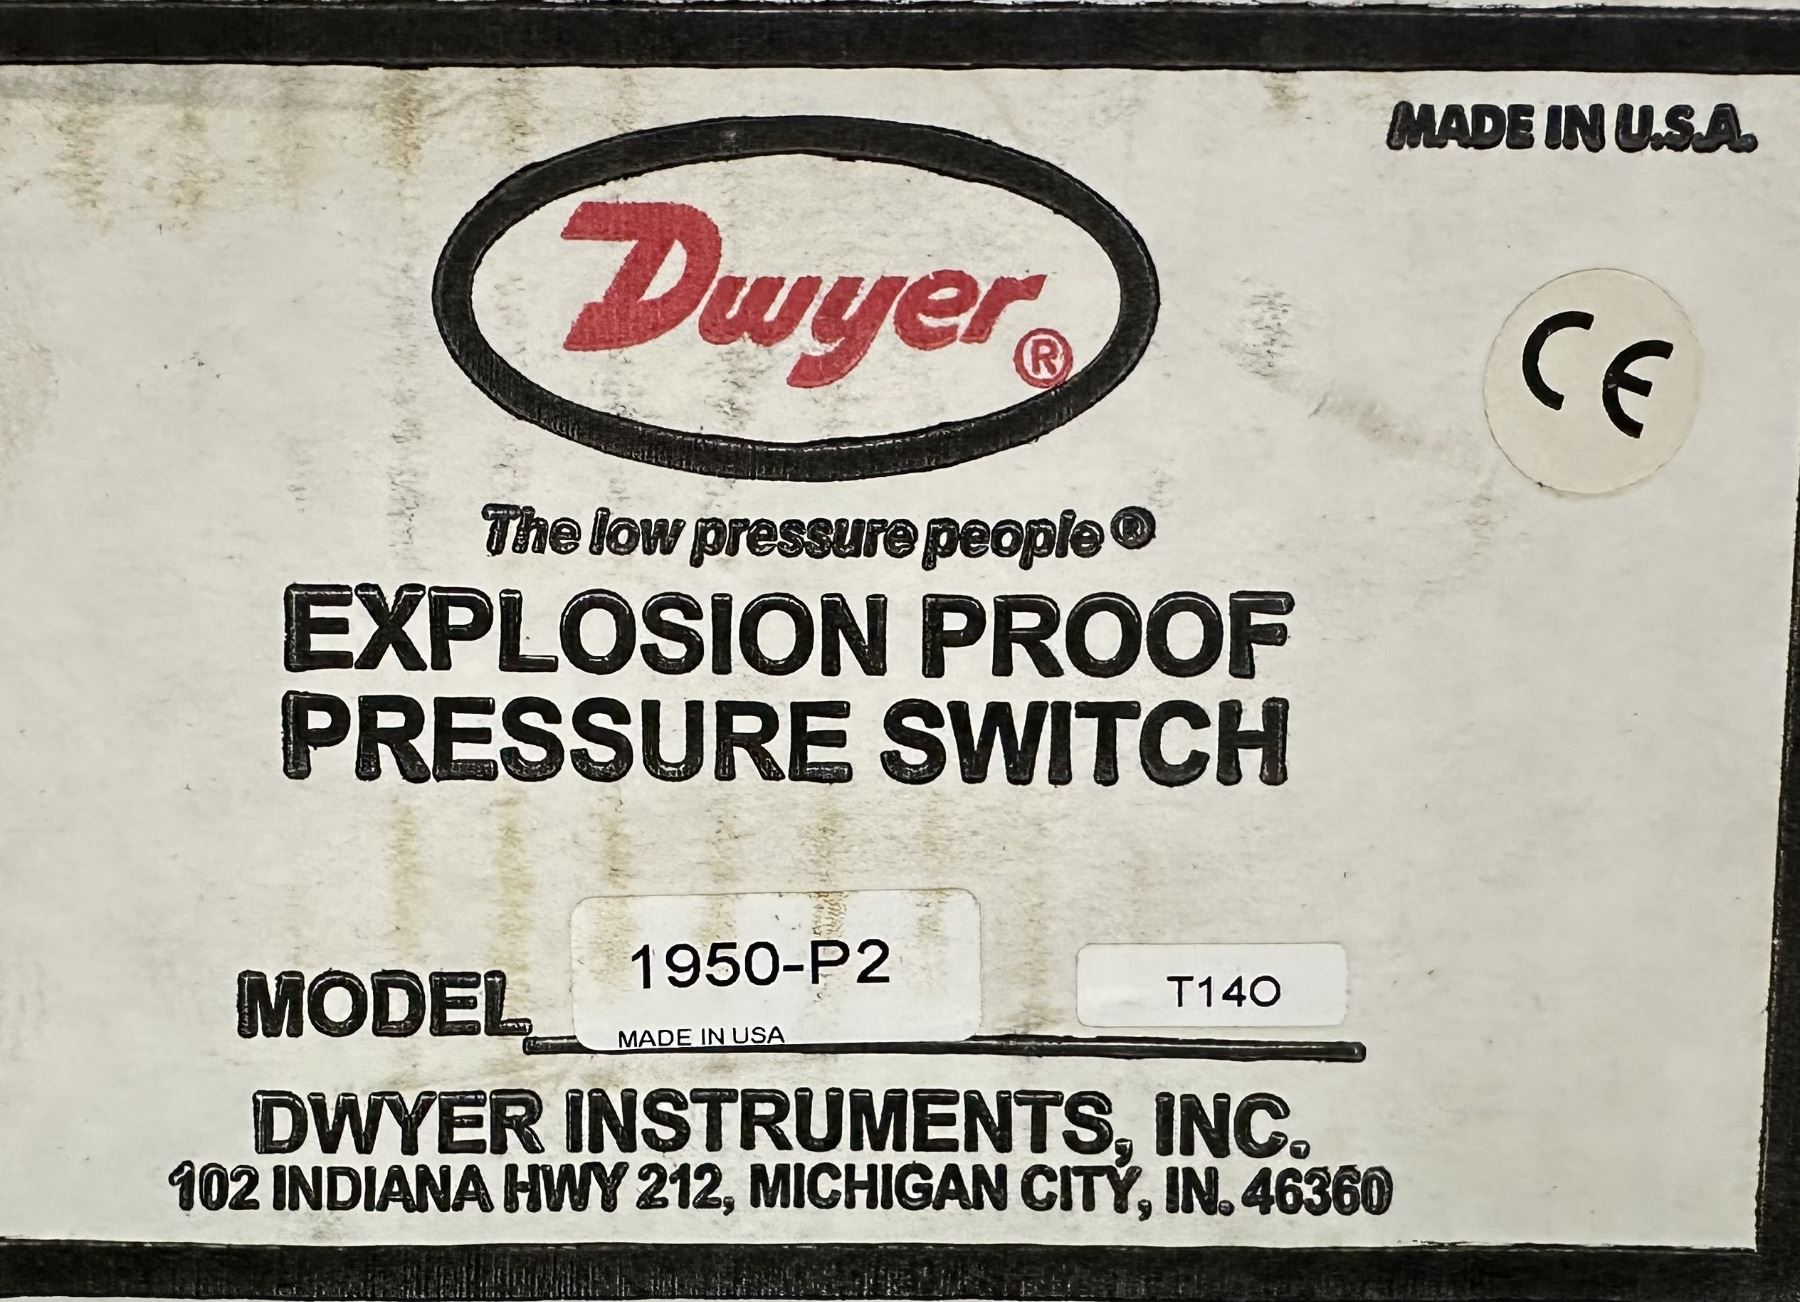 MADE IN U.S.A.
Dwyer®
CE
The low pressure people®
EXPLOSION PROOF
PRESSURE SWITCH
MODEL 1950-P2 T14O
MADE IN USA
DWYER INSTRUMENTS, INC.
102 INDIANA HWY 212, MICHIGAN CITY, IN. 46360